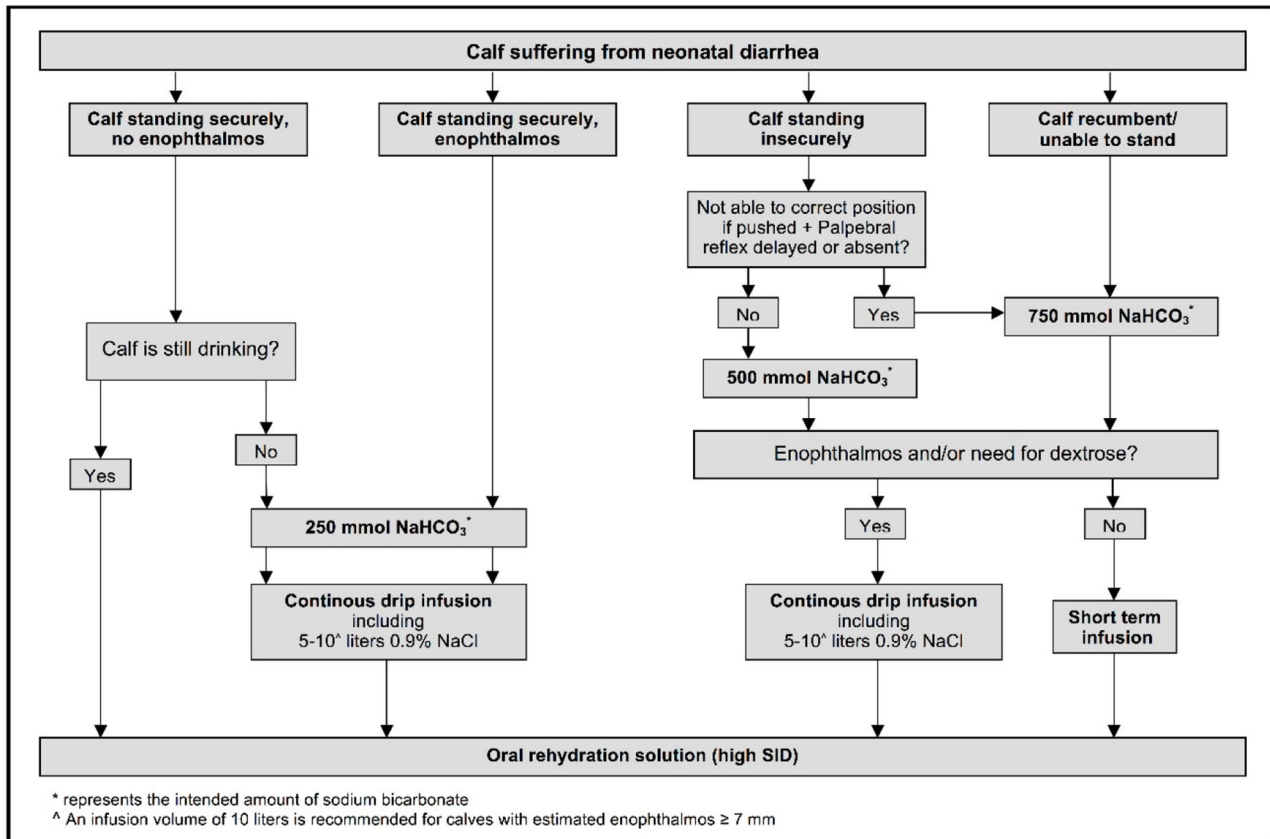 Calf suffering from neonatal diarrhea
Calf standing securely,
no enophthalmos
Calf standing securely,
enophthalmos
Calf standing
insecurely
Calf recumbent/
unable to stand
Not able to correct position
if pushed + Palpebral
reflex delayed or absent?
No
Yes
750 mmol NaHCO₃*
Calf is still drinking?
500 mmol NaHCO₃*
Yes
No
Enophthalmos and/or need for dextrose?
250 mmol NaHCO₃*
Yes
No
Continous drip infusion
including
5-10^ liters 0.9% NaCl
Continous drip infusion
including
5-10^ liters 0.9% NaCl
Short term
infusion
Oral rehydration solution (high SID)
* represents the intended amount of sodium bicarbonate
^ An infusion volume of 10 liters is recommended for calves with estimated enophthalmos ≥ 7 mm